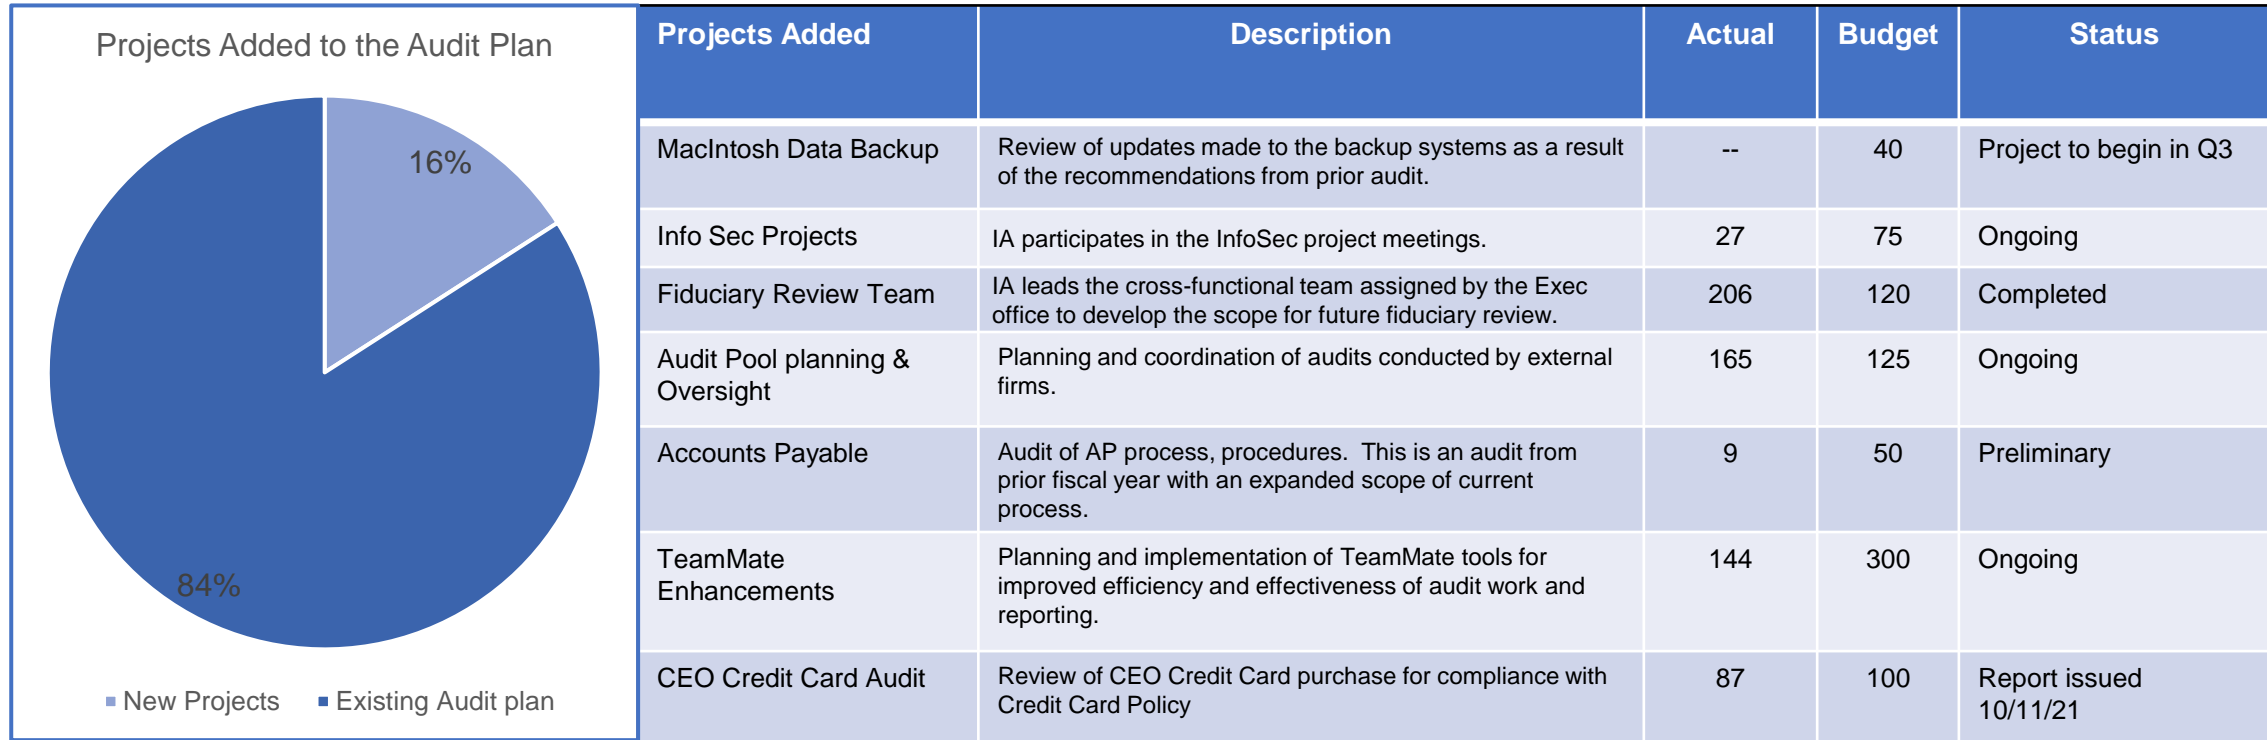 Projects Added to the Audit Plan
16%
84%
New Projects
Existing Audit plan
Projects Added
Description
Actual
Budget
Status
MacIntosh Data Backup
Review of updates made to the backup systems as a result
of the recommendations from prior audit.
--
40
Project to begin in Q3
Info Sec Projects
IA participates in the InfoSec project meetings.
27
75
Ongoing
Fiduciary Review Team
IA leads the cross-functional team assigned by the Exec
office to develop the scope for future fiduciary review.
206
120
Completed
Audit Pool planning &
Oversight
Planning and coordination of audits conducted by external
firms.
165
125
Ongoing
Accounts Payable
Audit of AP process, procedures.  This is an audit from
prior fiscal year with an expanded scope of current
process.
9
50
Preliminary
TeamMate
Enhancements
Planning and implementation of TeamMate tools for
improved efficiency and effectiveness of audit work and
reporting.
144
300
Ongoing
CEO Credit Card Audit
Review of CEO Credit Card purchase for compliance with
Credit Card Policy
87
100
Report issued
10/11/21